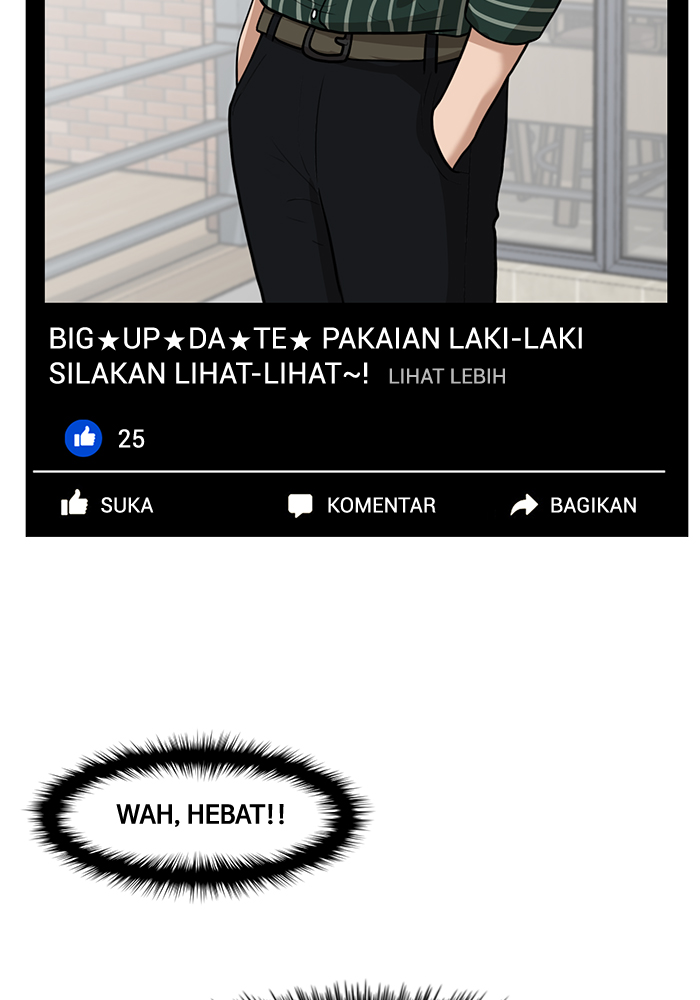 BIG★UP★DA★TE★ PAKAIAN LAKI-LAKI
SILAKAN LIHAT-LIHAT~! LIHAT LEBIH
25
SUKA KOMENTAR BAGIKAN
WAH, HEBAT!!